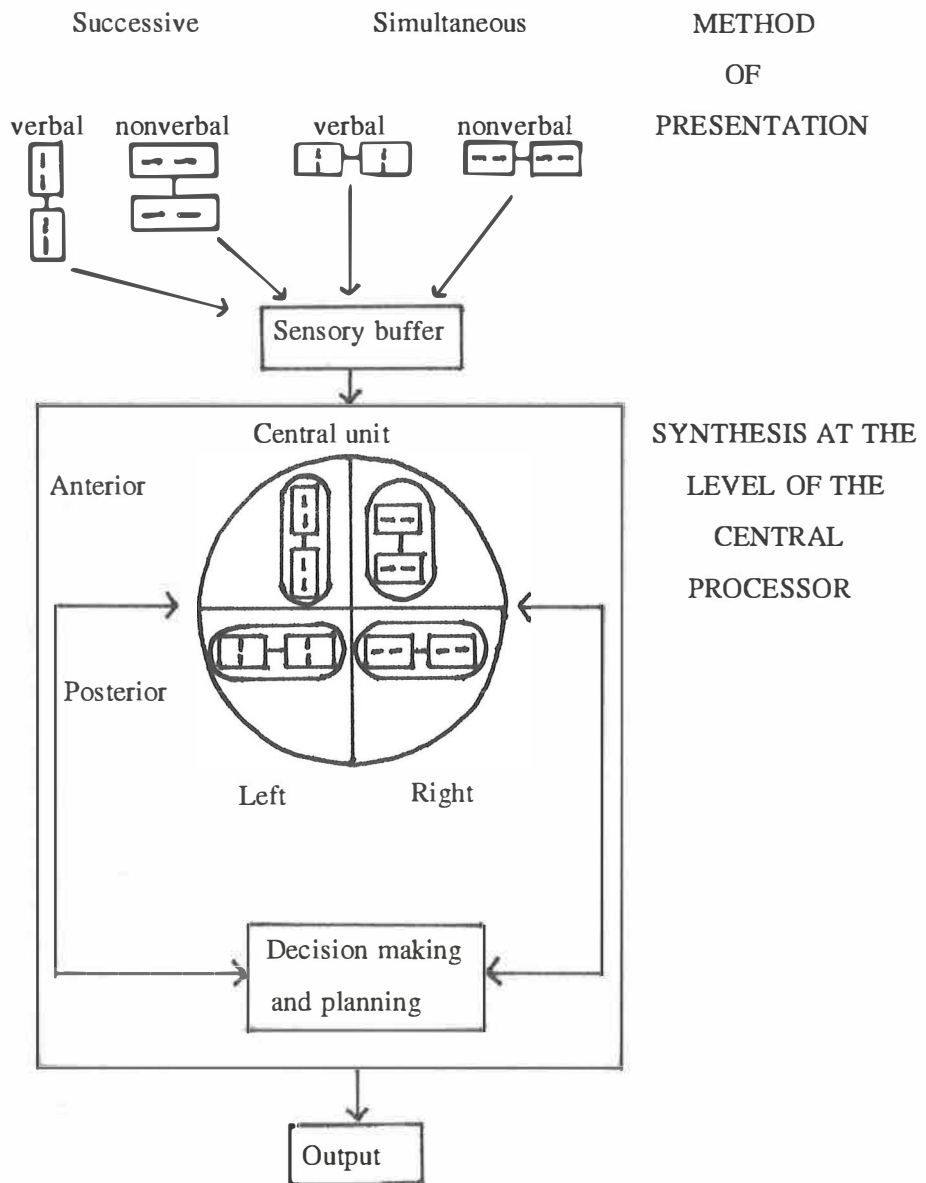 Successive Simultaneous METHOD
OF
verbal nonverbal verbal nonverbal PRESENTATION
Sensory buffer
Central unit SYNTHESIS AT THE
Anterior LEVEL OF THE
CENTRAL
PROCESSOR
Posterior
Left Right
Decision making
and planning
Output